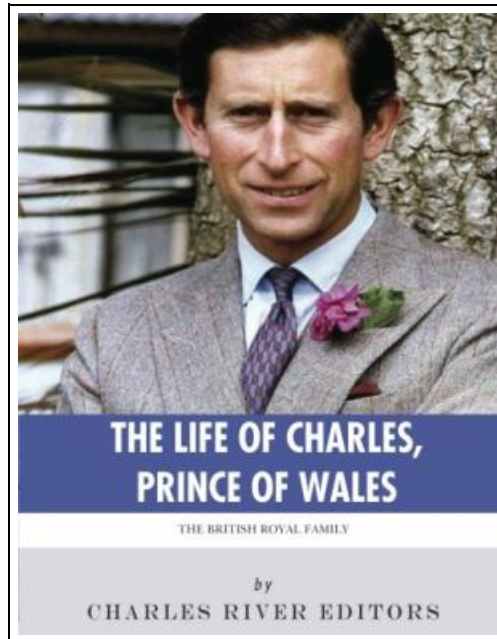 THE LIFE OF CHARLES,
PRINCE OF WALES
THE BRITISH ROYAL FAMILY
by
CHARLES RIVER EDITORS